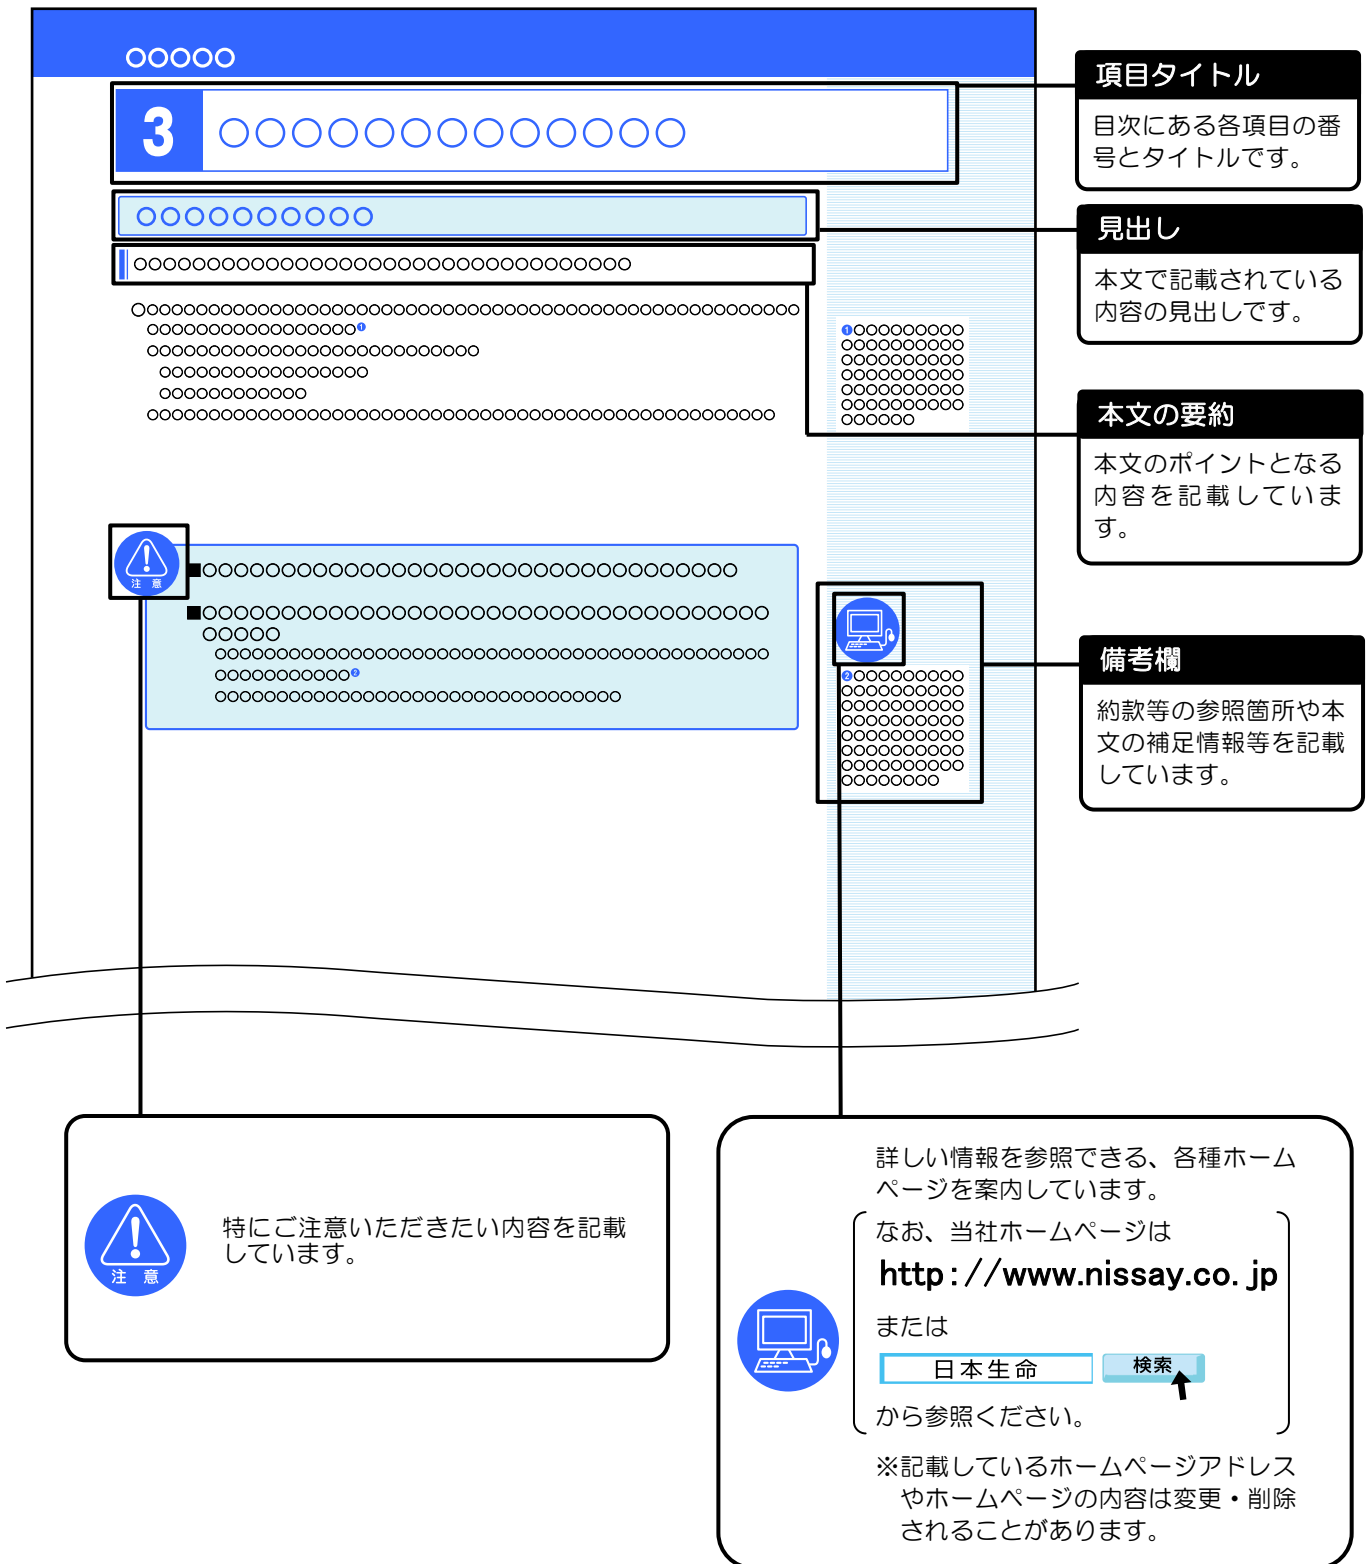 ○○○○○
3 ○○○○○○○○○○○○○
○○○○○○○○○○
○○○○○○○○○○○○○○○○○○○○○○○○○○○○○○○○○○
項目タイトル
目次にある各項目の番
号とタイトルです。
見出し
本文で記載されている
内容の見出しです。
本文の要約
本文のポイントとなる
内容を記載していま
す。
注 意
備考欄
約款等の参照箇所や本
文の補足情報等を記載
しています。
注 意
特にご注意いただきたい内容を記載
しています。
詳しい情報を参照できる、各種ホーム
ページを案内しています。
なお、当社ホームページは
http://www.nissay.co.jp
または
日本生命 検索
から参照ください。
※記載しているホームページアドレス
やホームページの内容は変更・削除
されることがあります。